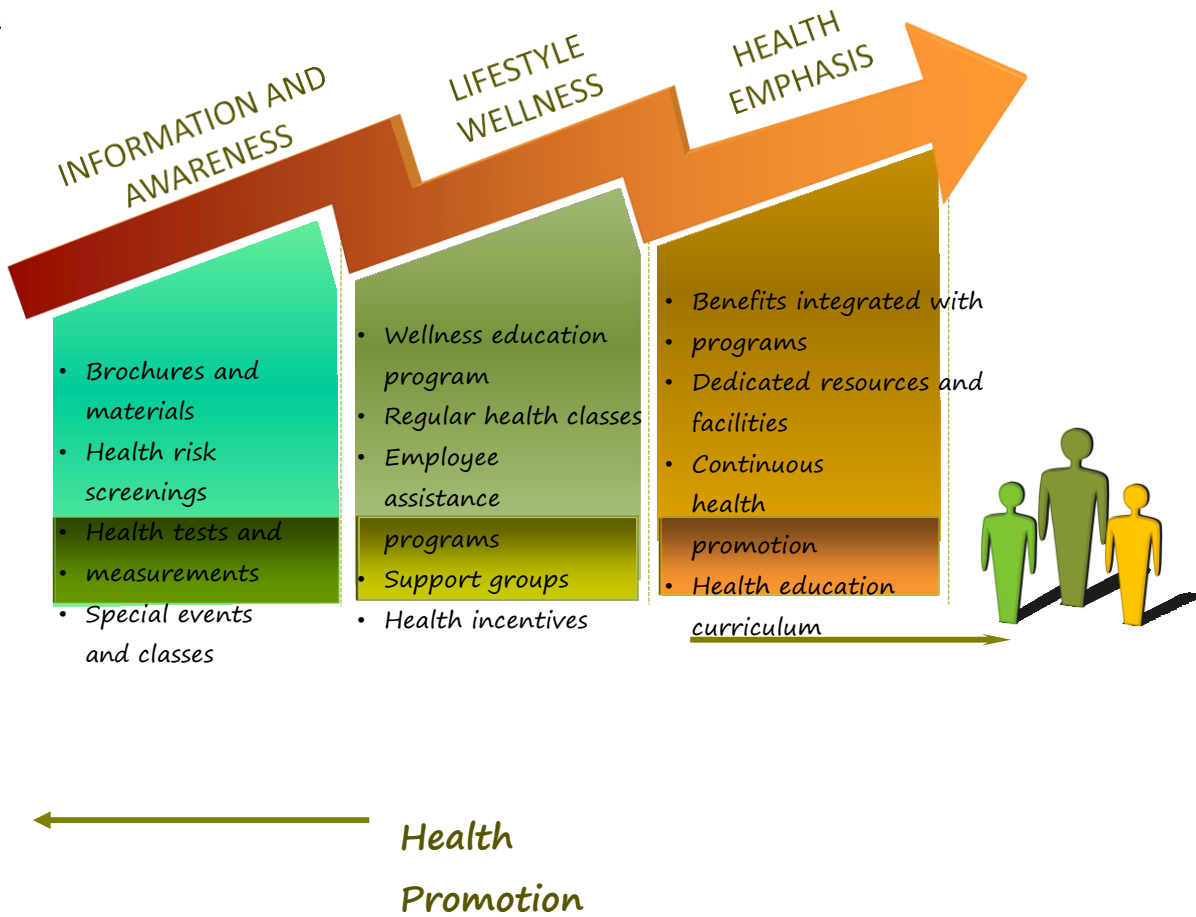 INFORMATION AND
AWARENESS
LIFESTYLE
WELLNESS
HEALTH
EMPHASIS
• Brochures and
materials
• Health risk
screenings
• Health tests and
• measurements
• Special events
and classes
• Wellness education
program
• Regular health classes
• Employee
assistance
programs
• Support groups
• Health incentives
• Benefits integrated with
• programs
• Dedicated resources and
facilities
• Continuous
health
promotion
• Health education
curriculum
Health
Promotion